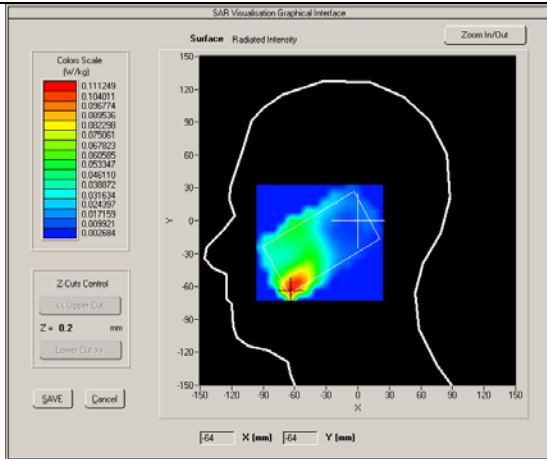 SAR Visualisation Graphical Interface
Surface Radiated Intensity
Zoom In/Out
Colors Scale
(W/kg)
0.111249
0.104011
0.096774
0.089536
0.082298
0.075061
0.067823
0.060585
0.053347
0.046110
0.038872
0.031634
0.024397
0.017159
0.009921
0.002684
Z-Cuts Control
<< Upper Cut
Z = 0.2 mm
Lower Cut >>
SAVE
Cancel
150
120
90
60
30
0
-30
-60
-90
-120
-150
Y
-150 -120 -90 -60 -30 0 30 60 90 120 150
X
-64 X (mm) -64 Y (mm)